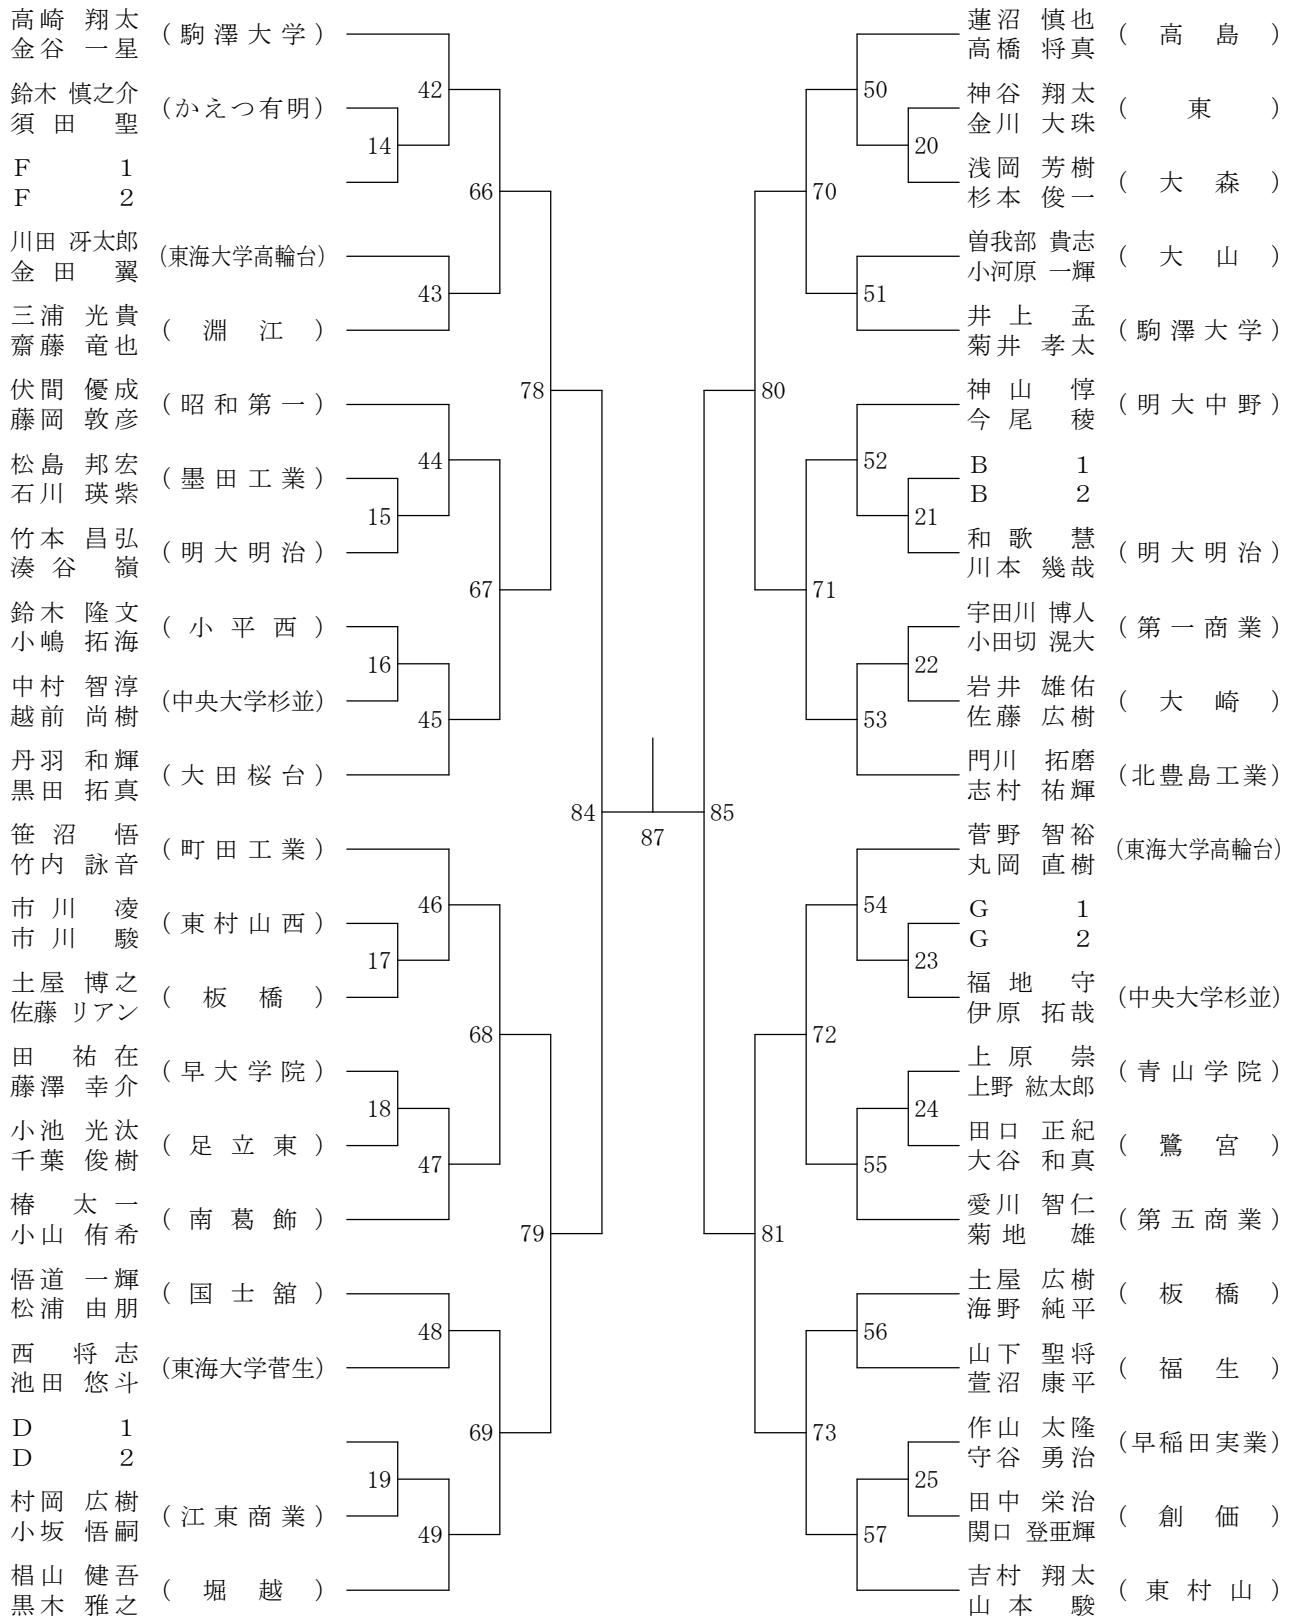 高崎 翔太
金谷 一星
(駒澤大学)
42
鈴木 慎之介
須田 聖
(かえつ有明)
14
F 1
F 2
66
川田 冴太郎
金田 翼
(東海大学高輪台)
43
三浦 光貴
齋藤 竜也
(淵江)
78
伏間 優成
藤岡 敦彦
(昭和第一)
44
松島 邦宏
石川 瑛紫
(墨田工業)
15
竹本 昌弘
湊谷 嶺
(明大明治)
67
鈴木 隆文
小嶋 拓海
(小平西)
16
中村 智淳
越前 尚樹
(中央大学杉並)
45
丹羽 和輝
黒田 拓真
(大田桜台)
84
笹沼 悟
竹内 詠音
(町田工業)
46
市川 凌
市川 駿
(東村山西)
17
土屋 博之
佐藤 リアン
(板橋)
68
田 祐在
藤澤 幸介
(早大学院)
18
小池 光汰
千葉 俊樹
(足立東)
47
椿 太一
小山 侑希
(南葛飾)
79
悟道 一輝
松浦 由朋
(国士舘)
48
西 将志
池田 悠斗
(東海大学菅生)
D 1
D 2
69
19
村岡 広樹
小坂 悟嗣
(江東商業)
49
椙山 健吾
黒木 雅之
(堀越)
87
蓮沼 慎也
高橋 将真
(高島)
50
神谷 翔太
金川 大珠
(東)
20
浅岡 芳樹
杉本 俊一
(大森)
70
曽我部 貴志
小河原 一輝
(大山)
51
井上 孟
菊井 孝太
(駒澤大学)
80
神山 惇
今尾 稜
(明大中野)
52
B 1
B 2
21
和歌 慧
川本 幾哉
(明大明治)
71
宇田川 博人
小田切 滉大
(第一商業)
22
岩井 雄佑
佐藤 広樹
(大崎)
53
門川 拓磨
志村 祐輝
(北豊島工業)
85
菅野 智裕
丸岡 直樹
(東海大学高輪台)
54
G 1
G 2
23
福地 守
伊原 拓哉
(中央大学杉並)
72
上原 崇
上野 紘太郎
(青山学院)
24
田口 正紀
大谷 和真
(鷺宮)
55
愛川 智仁
菊地 雄
(第五商業)
81
土屋 広樹
海野 純平
(板橋)
56
山下 聖将
萱沼 康平
(福生)
73
作山 太隆
守谷 勇治
(早稲田実業)
25
田中 栄治
関口 登亜輝
(創価)
57
吉村 翔太
山本 駿
(東村山)